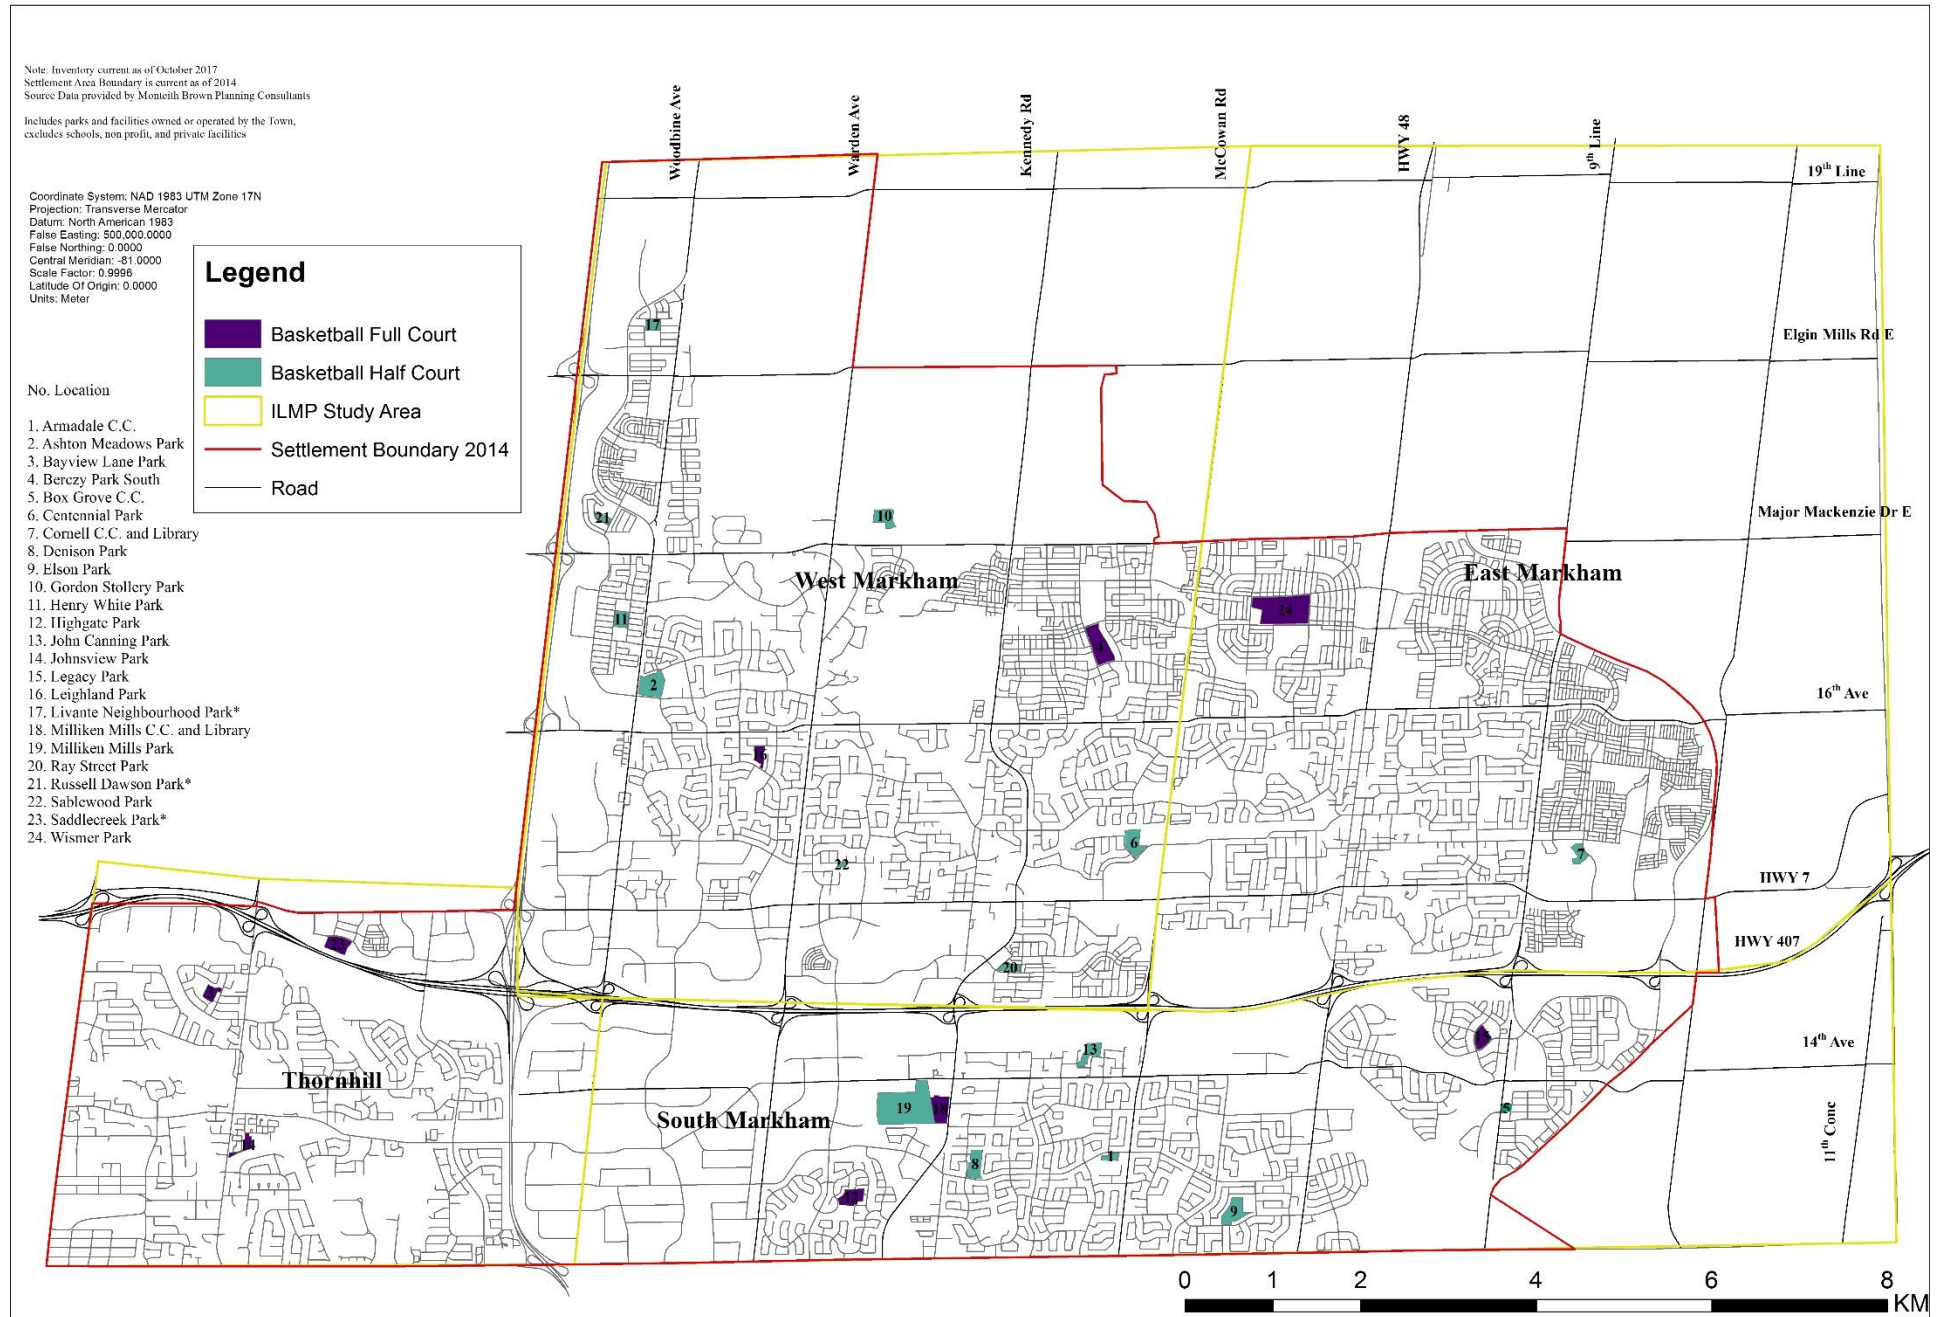 Note: Inventory current as of October 2017
Settlement Area Boundary is current as of 2014
Source Data provided by Monteith Brown Planning Consultants
Includes parks and facilities owned or operated by the Town,
excludes schools, non profit, and private facilities
Coordinate System: NAD 1983 UTM Zone 17N
Projection: Transverse Mercator
Datum: North American 1983
False Easting: 500,000.0000
False Northing: 0.0000
Central Meridian: -81.0000
Scale Factor: 0.9996
Latitude Of Origin: 0.0000
Units: Meter
Legend
Basketball Full Court
Basketball Half Court
ILMP Study Area
Settlement Boundary 2014
Road
No. Location
1. Armadale C.C.
2. Ashton Meadows Park
3. Bayview Lane Park
4. Berczy Park South
5. Box Grove C.C.
6. Centennial Park
7. Cornell C.C. and Library
8. Denison Park
9. Elson Park
10. Gordon Stollery Park
11. Henry White Park
12. Highgate Park
13. John Canning Park
14. Johnsview Park
15. Legacy Park
16. Leighland Park
17. Livante Neighbourhood Park*
18. Milliken Mills C.C. and Library
19. Milliken Mills Park
20. Ray Street Park
21. Russell Dawson Park*
22. Sablewood Park
23. Saddlecreek Park*
24. Wismer Park
Woodbine Ave
Warden Ave
Kennedy Rd
McCowan Rd
HWY 48
9th Line
19th Line
Elgin Mills Rd E
Major Mackenzie Dr E
16th Ave
HWY 7
HWY 407
14th Ave
11th Conc
West Markham
East Markham
Thornhill
South Markham
17
21
10
11
24
4
2
16
6
7
22
23
20
3
15
13
19
18
5
14
8
1
12
9
0 1 2 4 6 8
KM